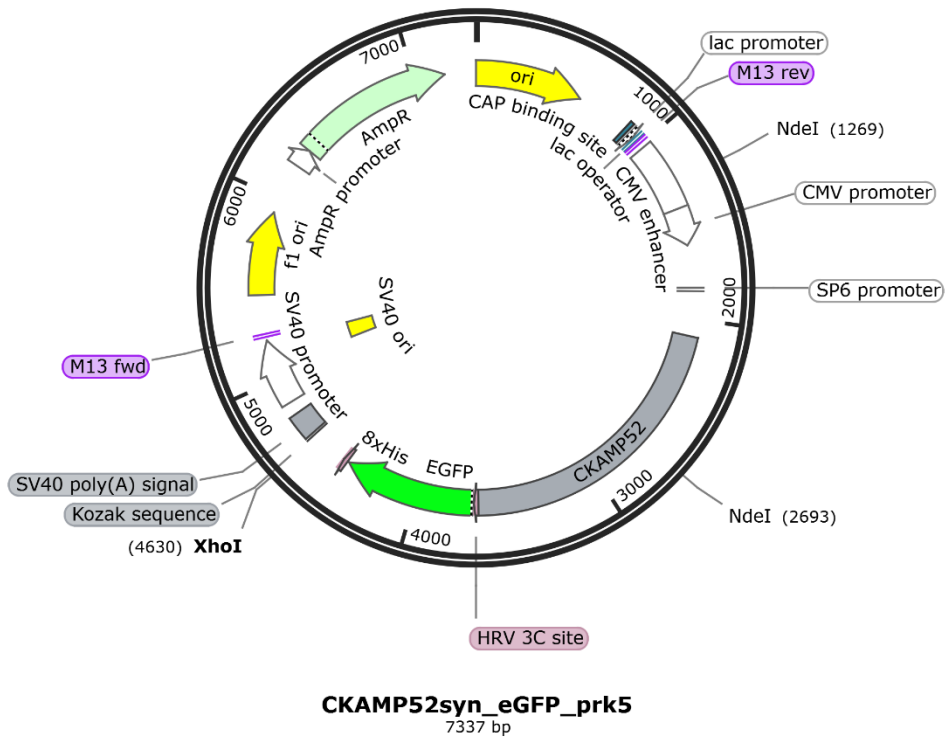 7000
lac promoter
M13 rev
ori
1000
CAP binding site
AmpR
lac operator
NdeI (1269)
AmpR promoter
CMV enhancer
CMV promoter
6000
f1 ori
SP6 promoter
2000
SV40 ori
SV40 promoter
M13 fwd
5000
8xHis
EGFP
CKAMP52
3000
SV40 poly(A) signal
Kozak sequence
(4630) XhoI
4000
NdeI (2693)
HRV 3C site
CKAMP52syn_eGFP_prk5
7337 bp